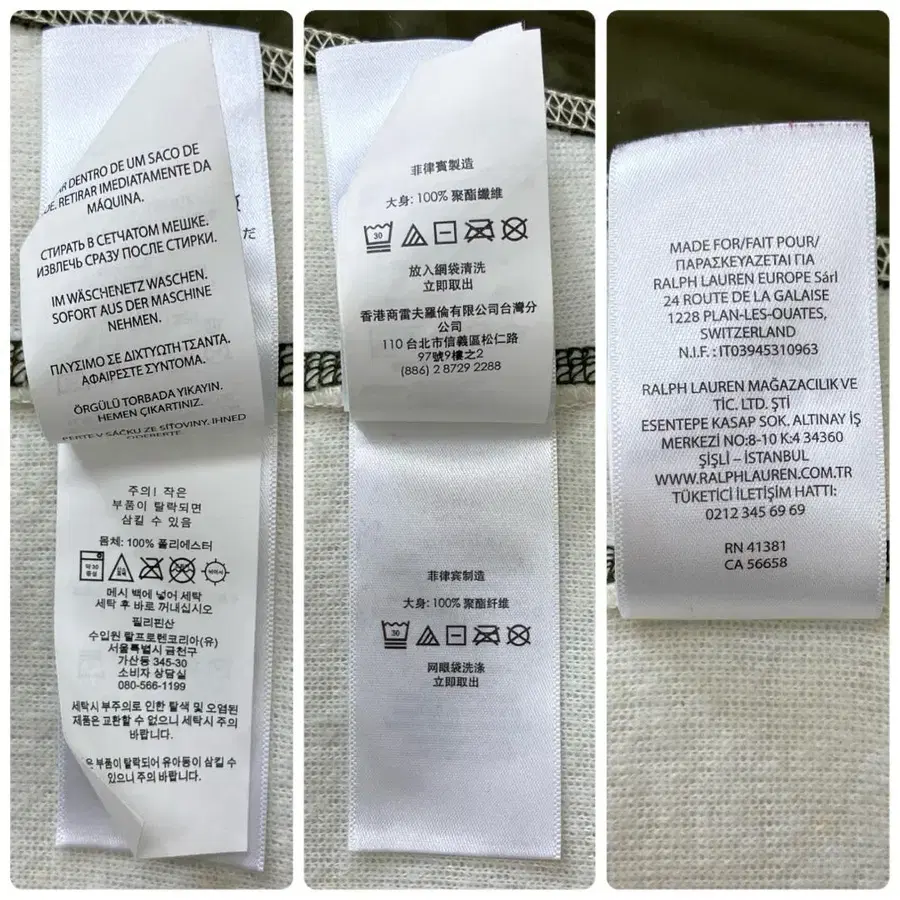 DENTRO DE UM SACO DE
RETIRAR IMEDIATAMENTE DA
MÁQUINA.
СТИРАТЬ В СЕТЧАТОМ МЕШКЕ.
ИЗВЛЕЧЬ СРАЗУ ПОСЛЕ СТИРКИ.
IM WÄSCHENETZ WASCHEN.
SOFORT AUS DER MASCHINE
NEHMEN.
ΠΛΥΣΙΜΟ ΣΕ ΔΙΧΤΥΩΤΗ ΤΣΑΝΤΑ.
ΑΦΑΙΡΕΣΤΕ ΣΥΝΤΟΜΑ.
ÖRGÜLÜ TORBADA YIKAYIN.
HEMEN ÇIKARTINIZ.
PERTE V SÁČKU ZE SÍŤOVINY. IHNED
ODEBERTE
だ
주의! 작은
부품이 탈락되면
삼킬 수 있음
몸체: 100% 폴리에스터
약 30
중성
메시 백에 넣어 세탁
세탁 후 바로 꺼내십시오
필리핀산
수입원 랄프로렌코리아(유)
서울특별시 금천구
가산동 345-30
소비자 상담실
080-566-1199
세탁시 부주의로 인한 탈색 및 오염된
제품은 교환할 수 없으니 세탁시 주의
바랍니다.
부품이 탈락되어 유아동이 삼킬 수
있으니 주의 바랍니다.
菲律賓製造
大身: 100% 聚酯纖維
30
放入網袋清洗
立即取出
香港商雷夫羅倫有限公司台灣分
公司
110 台北市信義區松仁路
97號9樓之2
(886) 2 8729 2288
菲律宾制造
大身: 100% 聚酯纤维
30
网眼袋洗涤
立即取出
MADE FOR/FAIT POUR/
ΠΑΡΑΣΚΕΥΑΖΕΤΑΙ ΓΙΑ
RALPH LAUREN EUROPE Sárl
24 ROUTE DE LA GALAISE
1228 PLAN-LES-OUATES,
SWITZERLAND
N.I.F. : IT03945310963
RALPH LAUREN MAĞAZACILIK VE
TİC. LTD. ŞTİ
ESENTEPE KASAP SOK. ALTINAY İŞ
MERKEZİ NO:8-10 K:4 34360
ŞİŞLİ – İSTANBUL
WWW.RALPHLAUREN.COM.TR
TÜKETİCİ İLETİŞİM HATTI:
0212 345 69 69
RN 41381
CA 56658